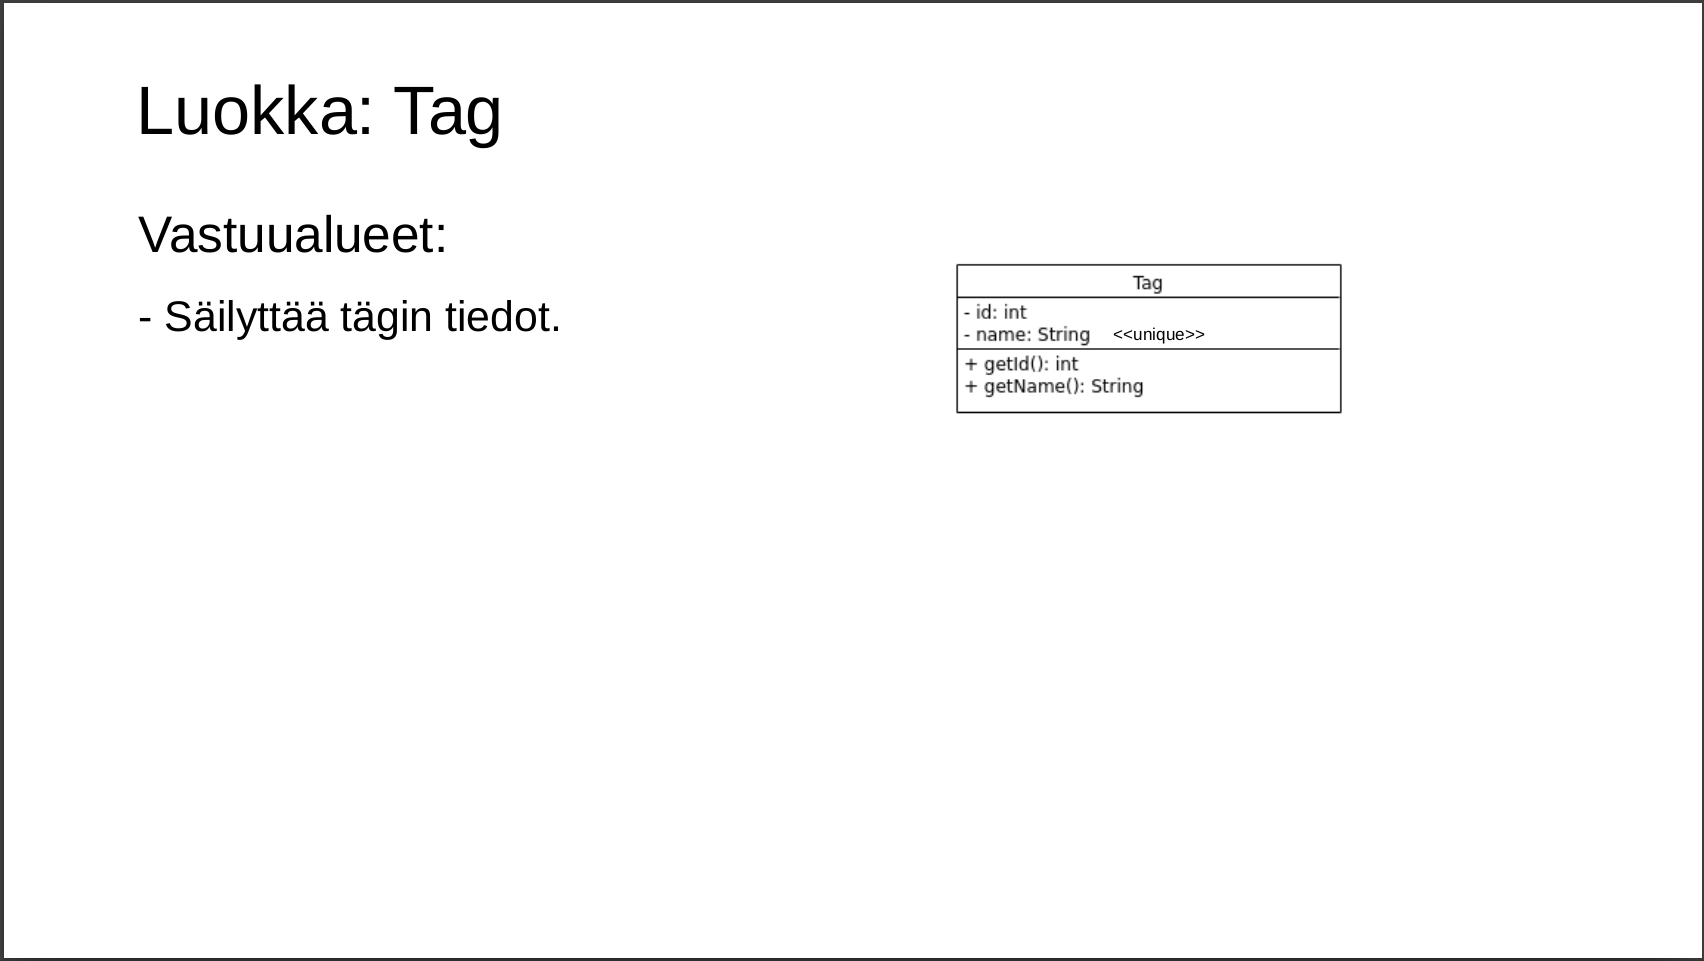 Luokka: Tag
Vastuualueet:
- Säilyttää tägin tiedot.
Tag
- id: int
- name: String <<unique>>
+ getId(): int
+ getName(): String